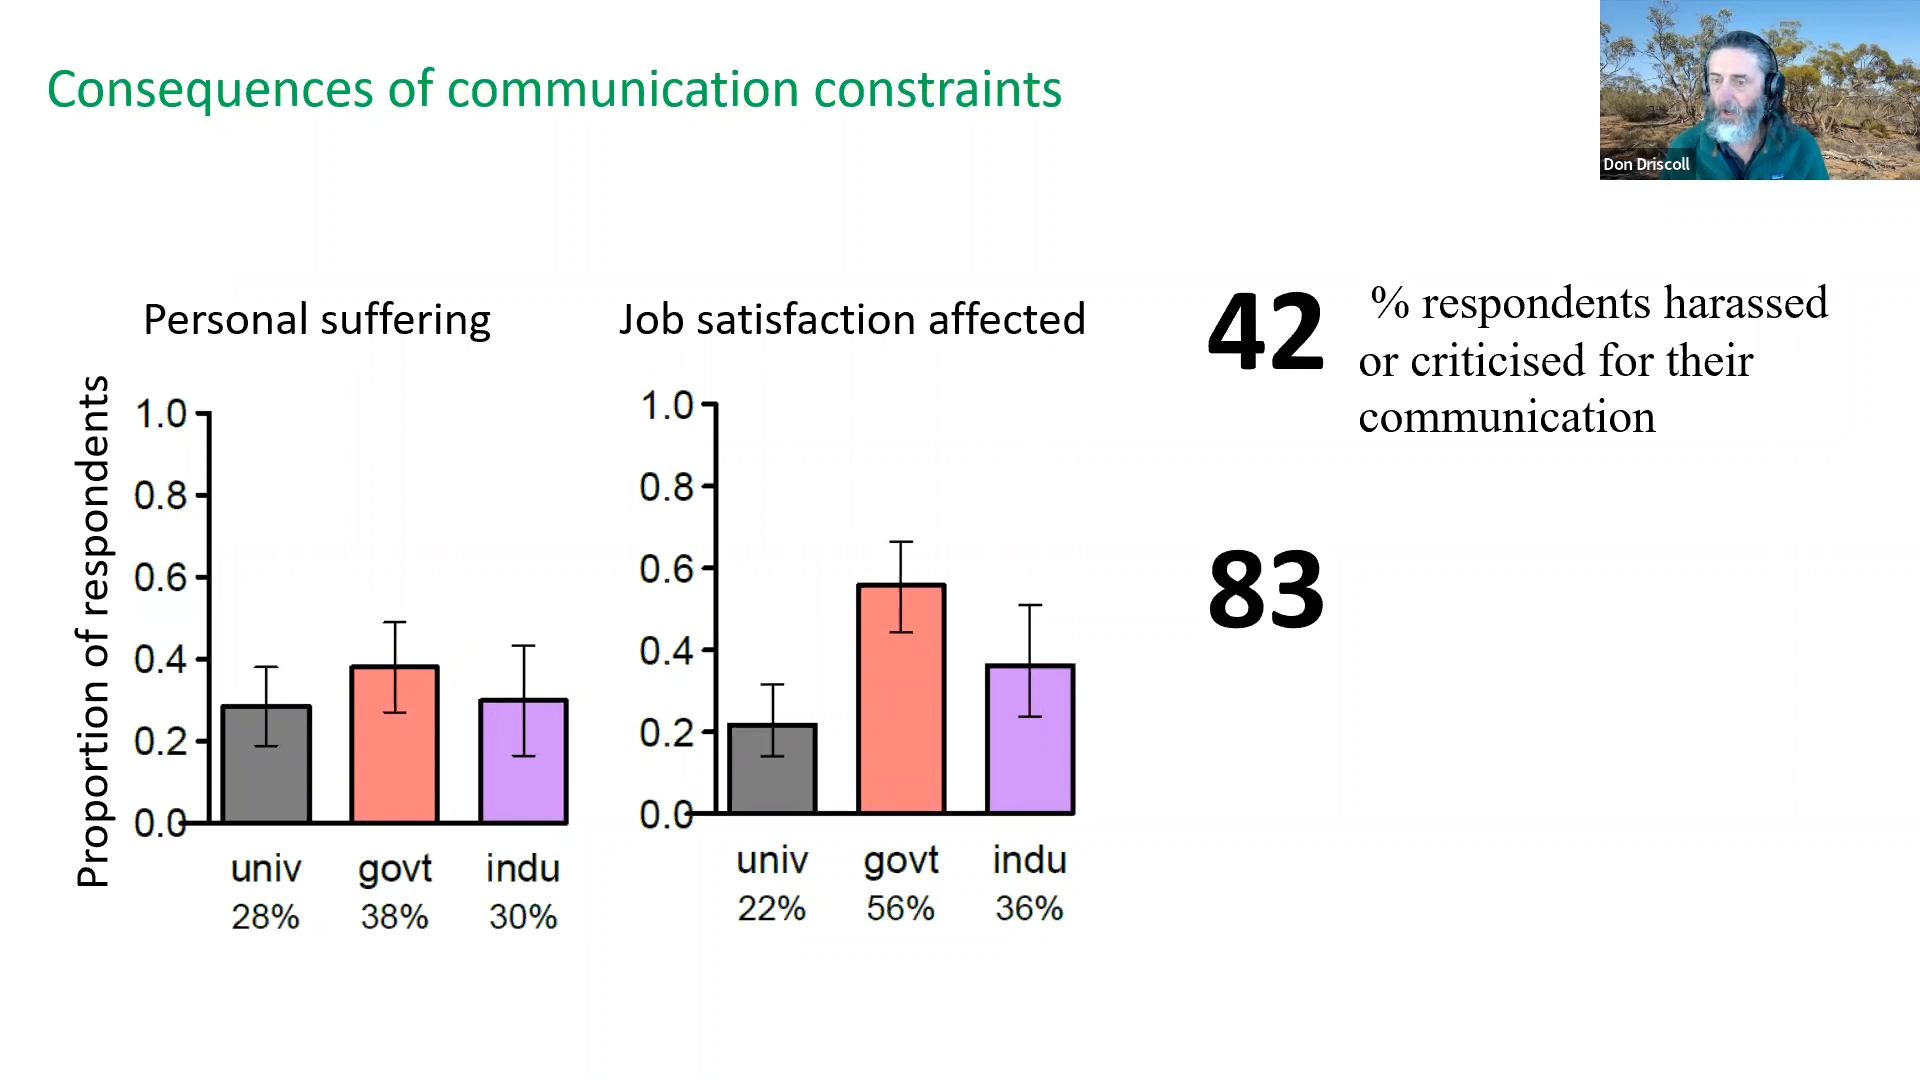 Consequences of communication constraints
Don Driscoll
Personal suffering
Proportion of respondents
1.0
0.8
0.6
0.4
0.2
0.0
univ govt indu
28% 38% 30%
Job satisfaction affected
1.0
0.8
0.6
0.4
0.2
0.0
univ govt indu
22% 56% 36%
42 % respondents harassed
or criticised for their
communication
83